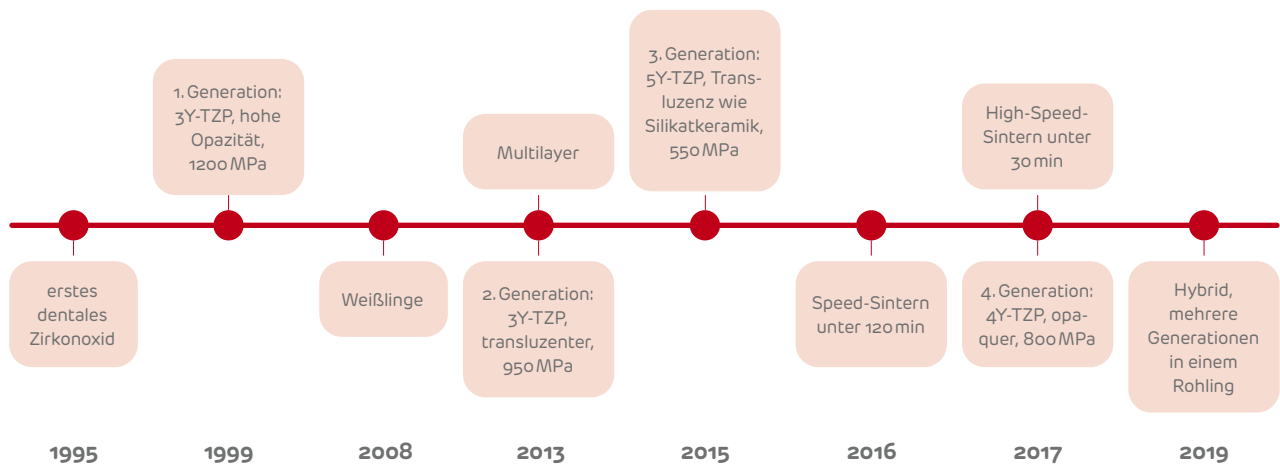 1. Generation:
3Y-TZP, hohe
Opazität,
1200 MPa
Multilayer
3. Generation:
5Y-TZP, Trans-
luzenz wie
Silikatkeramik,
550 MPa
High-Speed-
Sintern unter
30 min
erstes
dentales
Zirkonoxid
Weißlinge
2. Generation:
3Y-TZP,
transluzenter,
950 MPa
Speed-Sintern
unter 120 min
4. Generation:
4Y-TZP, opa-
quer, 800 MPa
Hybrid,
mehrere
Generationen
in einem
Rohling
1995
1999
2008
2013
2015
2016
2017
2019